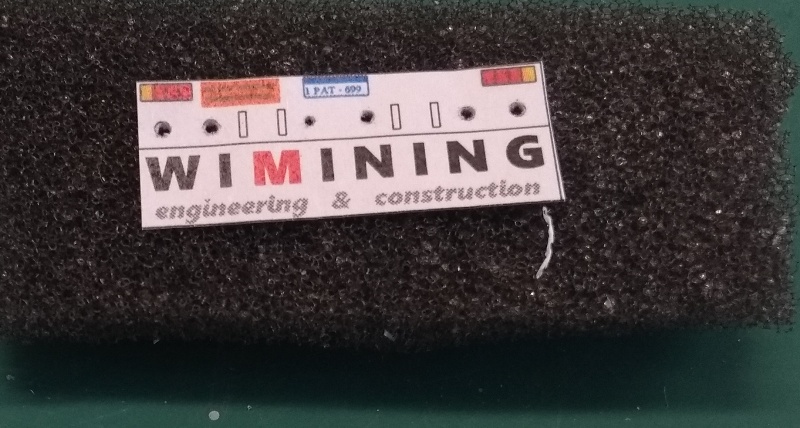 1 PAT - 699
WIMINING
engineering & construction